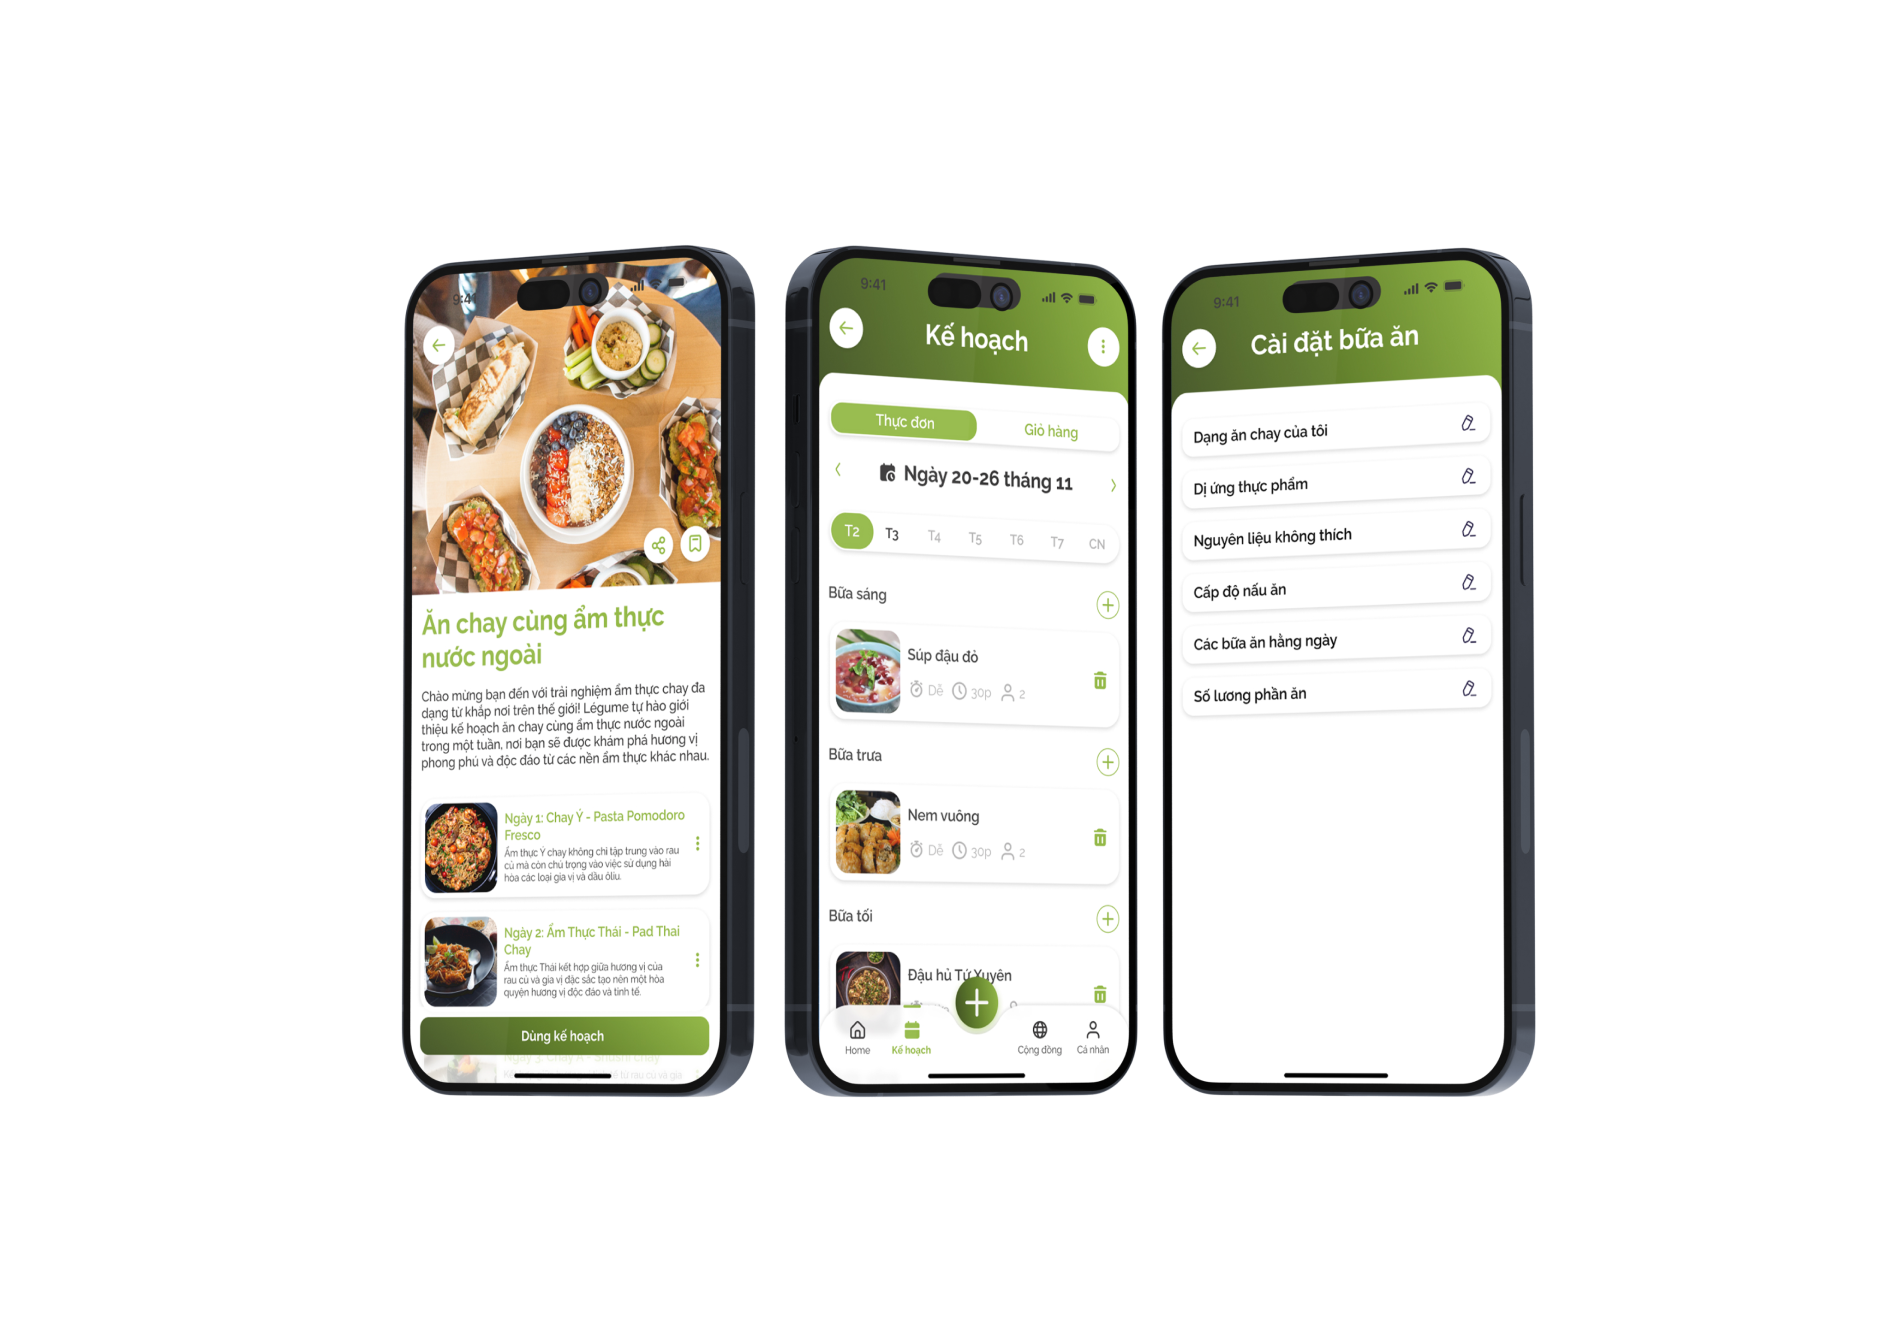 9:41
Ăn chay cùng ẩm thực
nước ngoài
Chào mừng bạn đến với trải nghiệm ẩm thực chay đa
dạng từ khắp nơi trên thế giới! Légume tự hào giới
thiệu kế hoạch ăn chay cùng ẩm thực nước ngoài
trong một tuần, nơi bạn sẽ được khám phá hương vị
phong phú và độc đáo từ các nền ẩm thực khác nhau.
Ngày 1: Chay Ý - Pasta Pomodoro
Fresco
Ẩm thực Ý chay không chỉ tập trung vào rau
củ mà còn chú trọng vào việc sử dụng hài
hòa các loại gia vị và dầu ôliu.
Ngày 2: Ẩm Thực Thái - Pad Thai
Chay
Ẩm thực Thái kết hợp giữa hương vị của
rau củ và gia vị đặc sắc tạo nên một hòa
quyện hương vị độc đáo và tinh tế.
Dùng kế hoạch
từ rau củ và gia
9:41
Kế hoạch
Thực đơn
Giỏ hàng
Ngày 20-26 tháng 11
T2 T3 T4 T5 T6 T7 CN
Bữa sáng
Súp đậu đỏ
Dễ 30p 2
Bữa trưa
Nem vuông
Dễ 30p 2
Bữa tối
Đậu hủ Tứ Xuyên
Home
Kế hoạch
Cộng đồng
Cá nhân
9:41
Cài đặt bữa ăn
Dạng ăn chay của tôi
Dị ứng thực phẩm
Nguyên liệu không thích
Cấp độ nấu ăn
Các bữa ăn hằng ngày
Số lương phần ăn